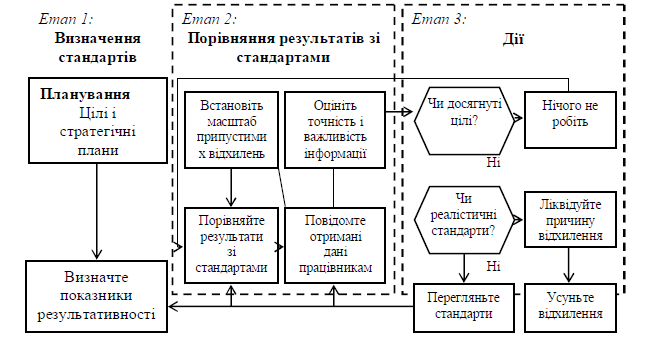 Етап 1:
Визначення
стандартів
Планування
Цілі і
стратегічні
плани
Визначте
показники
результативності
Етап 2:
Порівняння результатів зі
стандартами
Встановіть
масштаб
припустими
х відхилень
Оцініть
точність і
важливість
інформації
Порівняйте
результати
зі
стандартами
Повідомте
отримані
дані
працівникам
Етап 3:
Дії
Чи досягнуті
цілі?
Нічого не
робіть
Ні
Чи
реалістичні
стандарти?
Ліквідуйте
причину
відхилення
Ні
Перегляньте
стандарти
Усуньте
відхилення